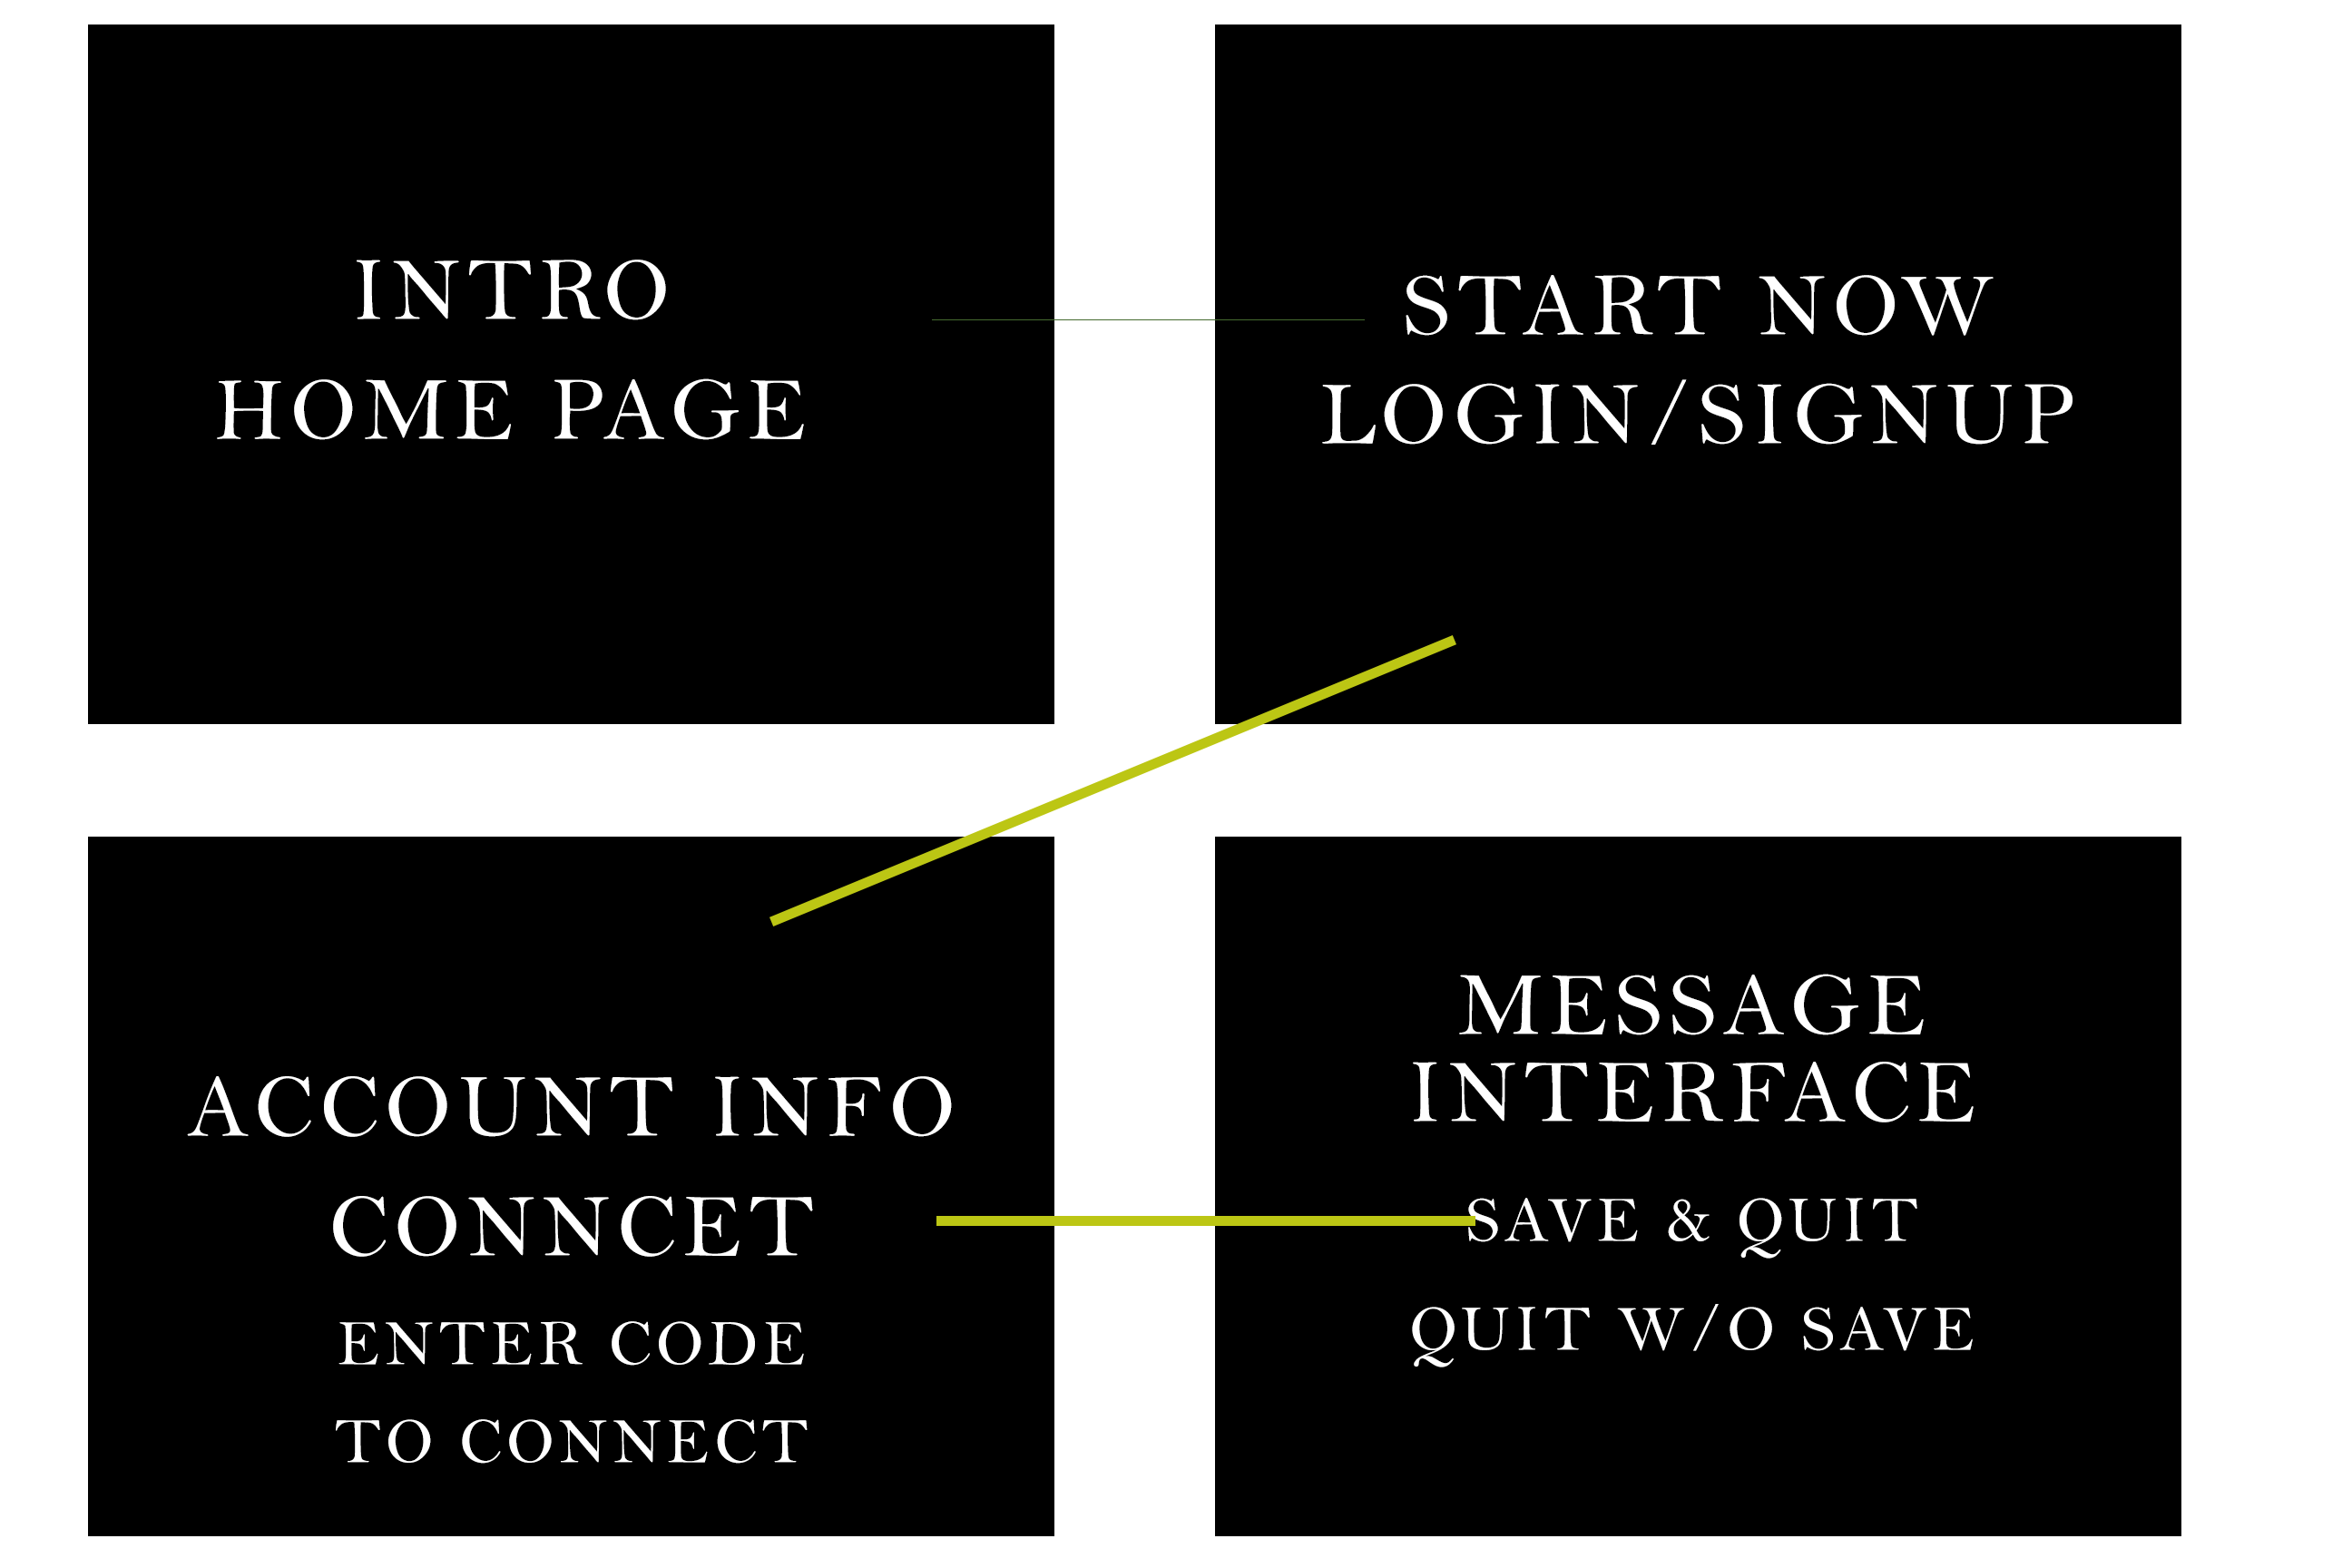 INTRO
HOME PAGE
START NOW
LOGIN/SIGNUP
ACCOUNT INFO
CONNCET
ENTER CODE
TO CONNECT
MESSAGE
INTERFACE
SAVE & QUIT
QUIT W/O SAVE